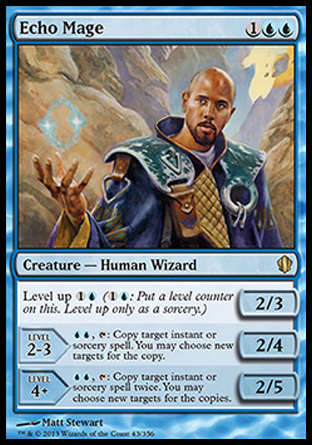 Echo Mage 1
Creature — Human Wizard
Level up 1 (1 : Put a level counter
on this. Level up only as a sorcery.)
2/3
LEVEL
2-3
, : Copy target instant or
sorcery spell. You may choose new
targets for the copy.
2/4
LEVEL
4+
, : Copy target instant or
sorcery spell twice. You may
choose new targets for the copies.
2/5
Matt Stewart
™ & © 2013 Wizards of the Coast 43/356